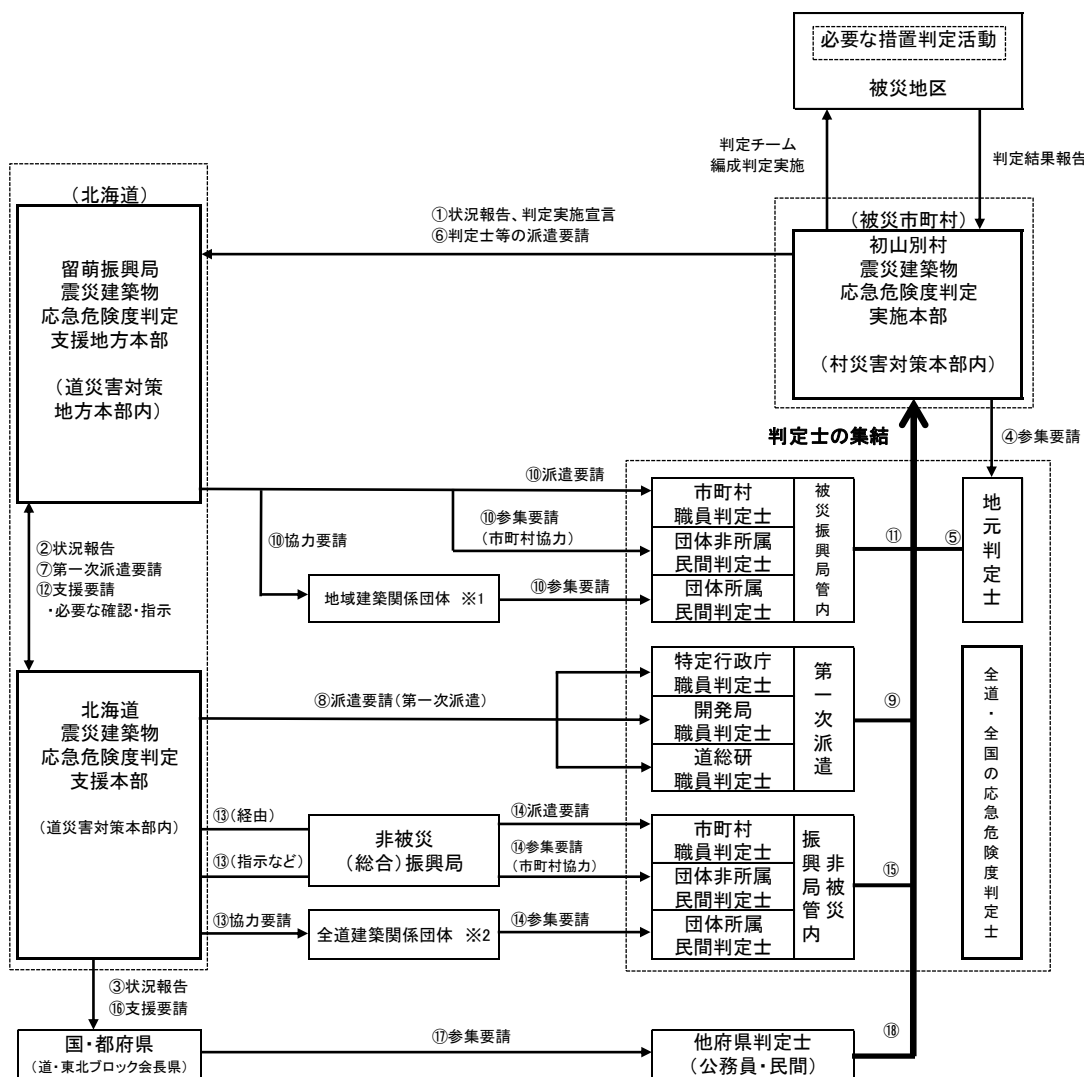 必要な措置判定活動
被災地区
判定チーム
編成判定実施
判定結果報告
（北海道）
留萌振興局
震災建築物
応急危険度判定
支援地方本部
（道災害対策
地方本部内）
①状況報告、判定実施宣言
⑥判定士等の派遣要請
（被災市町村）
初山別村
震災建築物
応急危険度判定
実施本部
（村災害対策本部内）
判定士の集結
④参集要請
⑩派遣要請
⑩参集要請
（市町村協力）
⑩協力要請
地域建築関係団体 ※1
⑩参集要請
市町村
職員判定士
団体非所属
民間判定士
団体所属
民間判定士
被災振興局管内
⑪
⑤
地元判定士
②状況報告
⑦第一次派遣要請
⑫支援要請
・必要な確認・指示
北海道
震災建築物
応急危険度判定
支援本部
（道災害対策本部内）
⑧派遣要請（第一次派遣）
特定行政庁
職員判定士
開発局
職員判定士
道総研
職員判定士
第一次派遣
⑨
全道・全国の応急危険度判定士
⑬（経由）
⑬（指示など）
非被災
（総合）振興局
⑭派遣要請
⑭参集要請
（市町村協力）
⑬協力要請
全道建築関係団体 ※2
⑭参集要請
市町村
職員判定士
団体非所属
民間判定士
団体所属
民間判定士
非被災
振興局管内
⑮
③状況報告
⑯支援要請
国・都府県
（道・東北ブロック会長県）
⑰参集要請
他府県判定士
（公務員・民間）
⑱